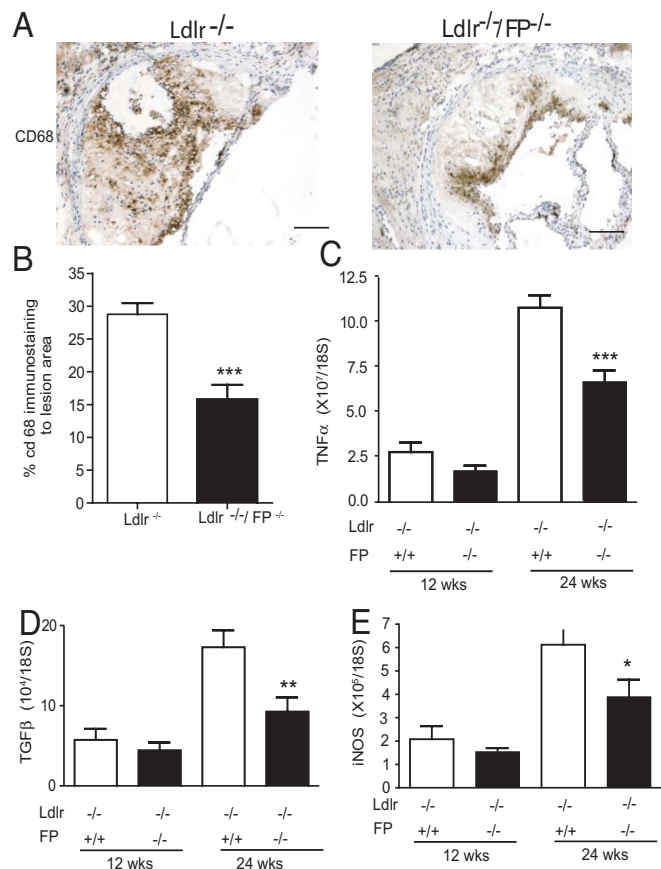 A
Ldlr -/-
Ldlr-/-/FP-/-
CD68
B
% cd 68 immunostaining
to lesion area
35
30
25
20
15
10
5
0
***
Ldlr -/-
Ldlr -/-/ FP -/-
C
TNFα (X10⁷/18S)
12.5
10.0
7.5
5.0
2.5
0.0
***
Ldlr -/- -/- -/- -/-
FP +/+ -/- +/+ -/-
12 wks 24 wks
D
TGFβ (10⁴/18S)
20
10
0
**
Ldlr -/- -/- -/- -/-
FP +/+ -/- +/+ -/-
12 wks 24 wks
E
iNOS (X10⁵/18S)
7
6
5
4
3
2
1
0
*
Ldlr -/- -/- -/- -/-
FP +/+ -/- +/+ -/-
12 wks 24 wks